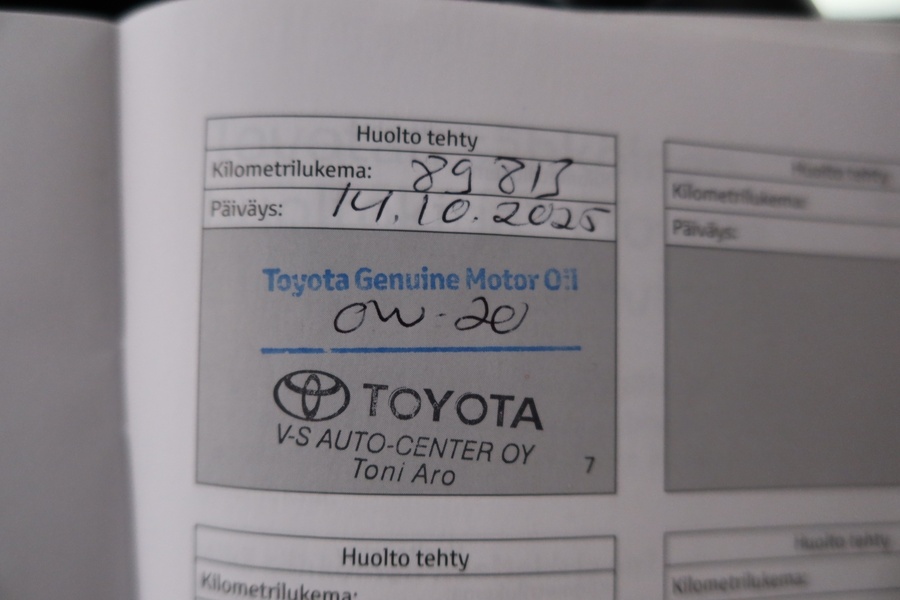 Huolto tehty
Kilometrilukema: 89 813
Päiväys: 14.10.2025
Toyota Genuine Motor Oil
0W-20
TOYOTA
V-S AUTO-CENTER OY
Toni Aro
7
Huolto tehty
Kilometrilukema:
Päiväys:
Huolto tehty
Kilometrilukema:
Huolto tehty
Kilometrilukema: